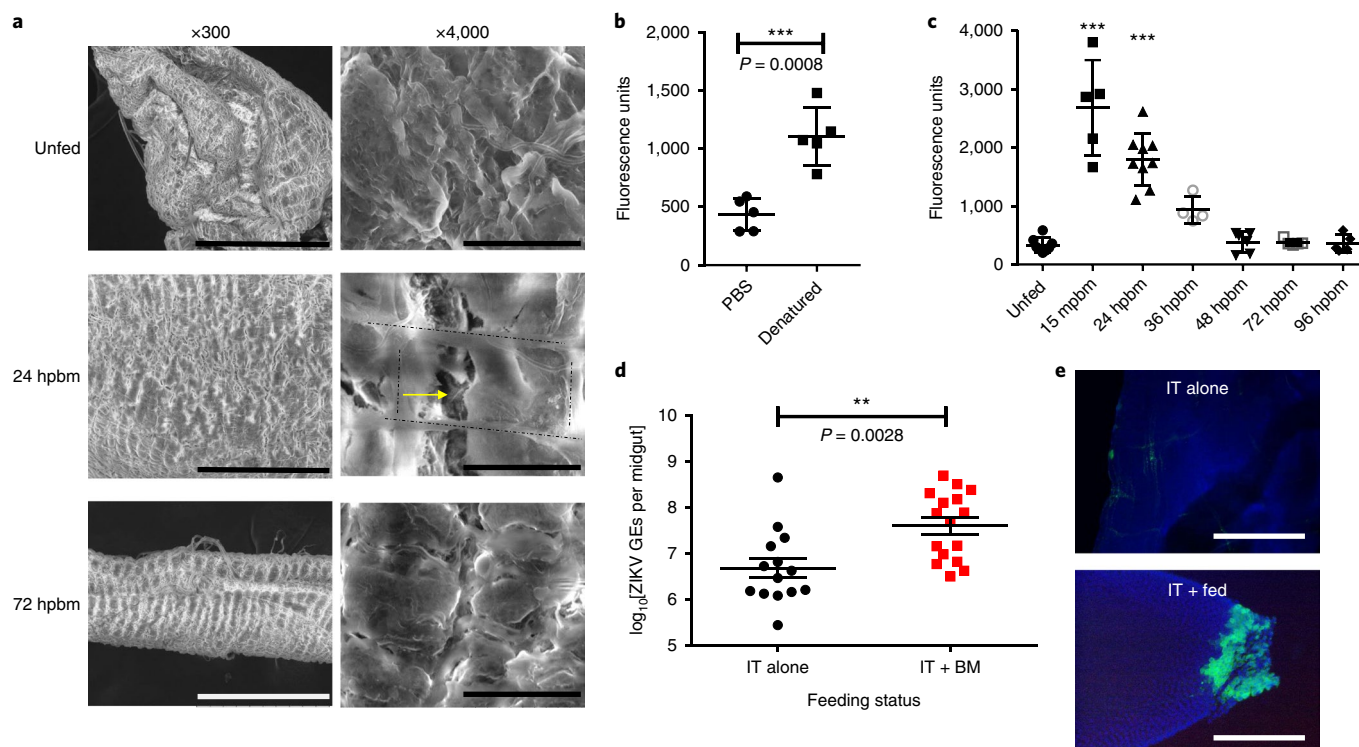 a
×300
×4,000
Unfed
24 hpbm
72 hpbm
b
2,000
1,500
1,000
500
0
Fluorescence units
***
P = 0.0008
PBS
Denatured
c
4,000
3,000
2,000
1,000
0
Fluorescence units
***
***
Unfed
15 mpbm
24 hpbm
36 hpbm
48 hpbm
72 hpbm
96 hpbm
d
10
9
8
7
6
5
log10[ZIKV GEs per midgut]
**
P = 0.0028
IT alone
IT + BM
Feeding status
e
IT alone
IT + fed